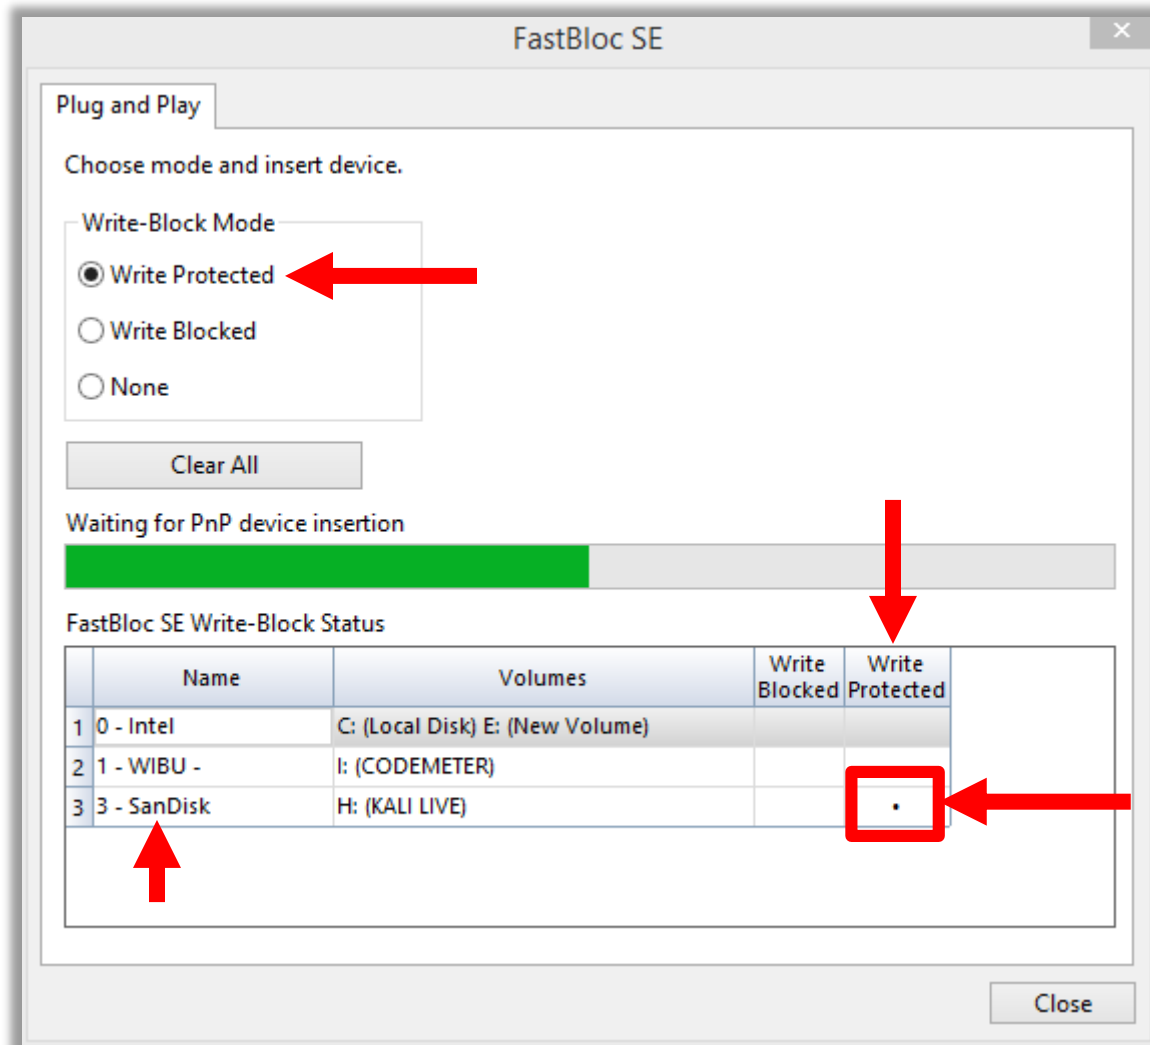 FastBloc SE
Plug and Play
Choose mode and insert device.
Write-Block Mode
Write Protected
Write Blocked
None
Clear All
Waiting for PnP device insertion
FastBloc SE Write-Block Status
Name Volumes Write Blocked Write Protected
1 0 - Intel C: (Local Disk) E: (New Volume)
2 1 - WIBU - I: (CODEMETER)
3 3 - SanDisk H: (KALI LIVE) •
Close